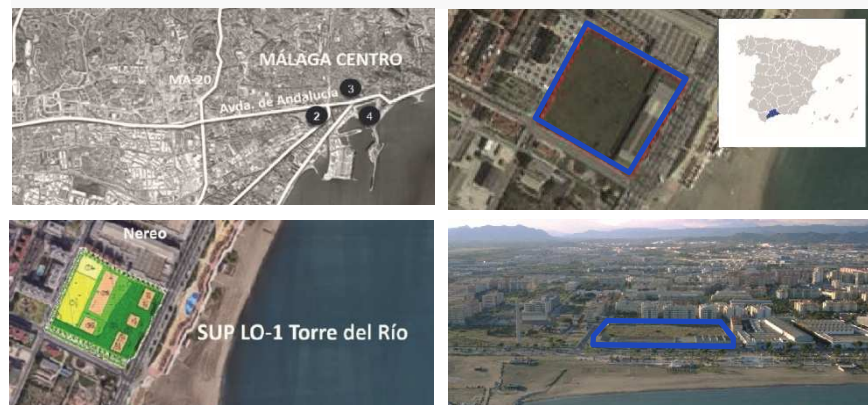 MÁLAGA CENTRO
MA-20
Avda. de Andalucía
3
2
4
Nereo
SUP LO-1 Torre del Río